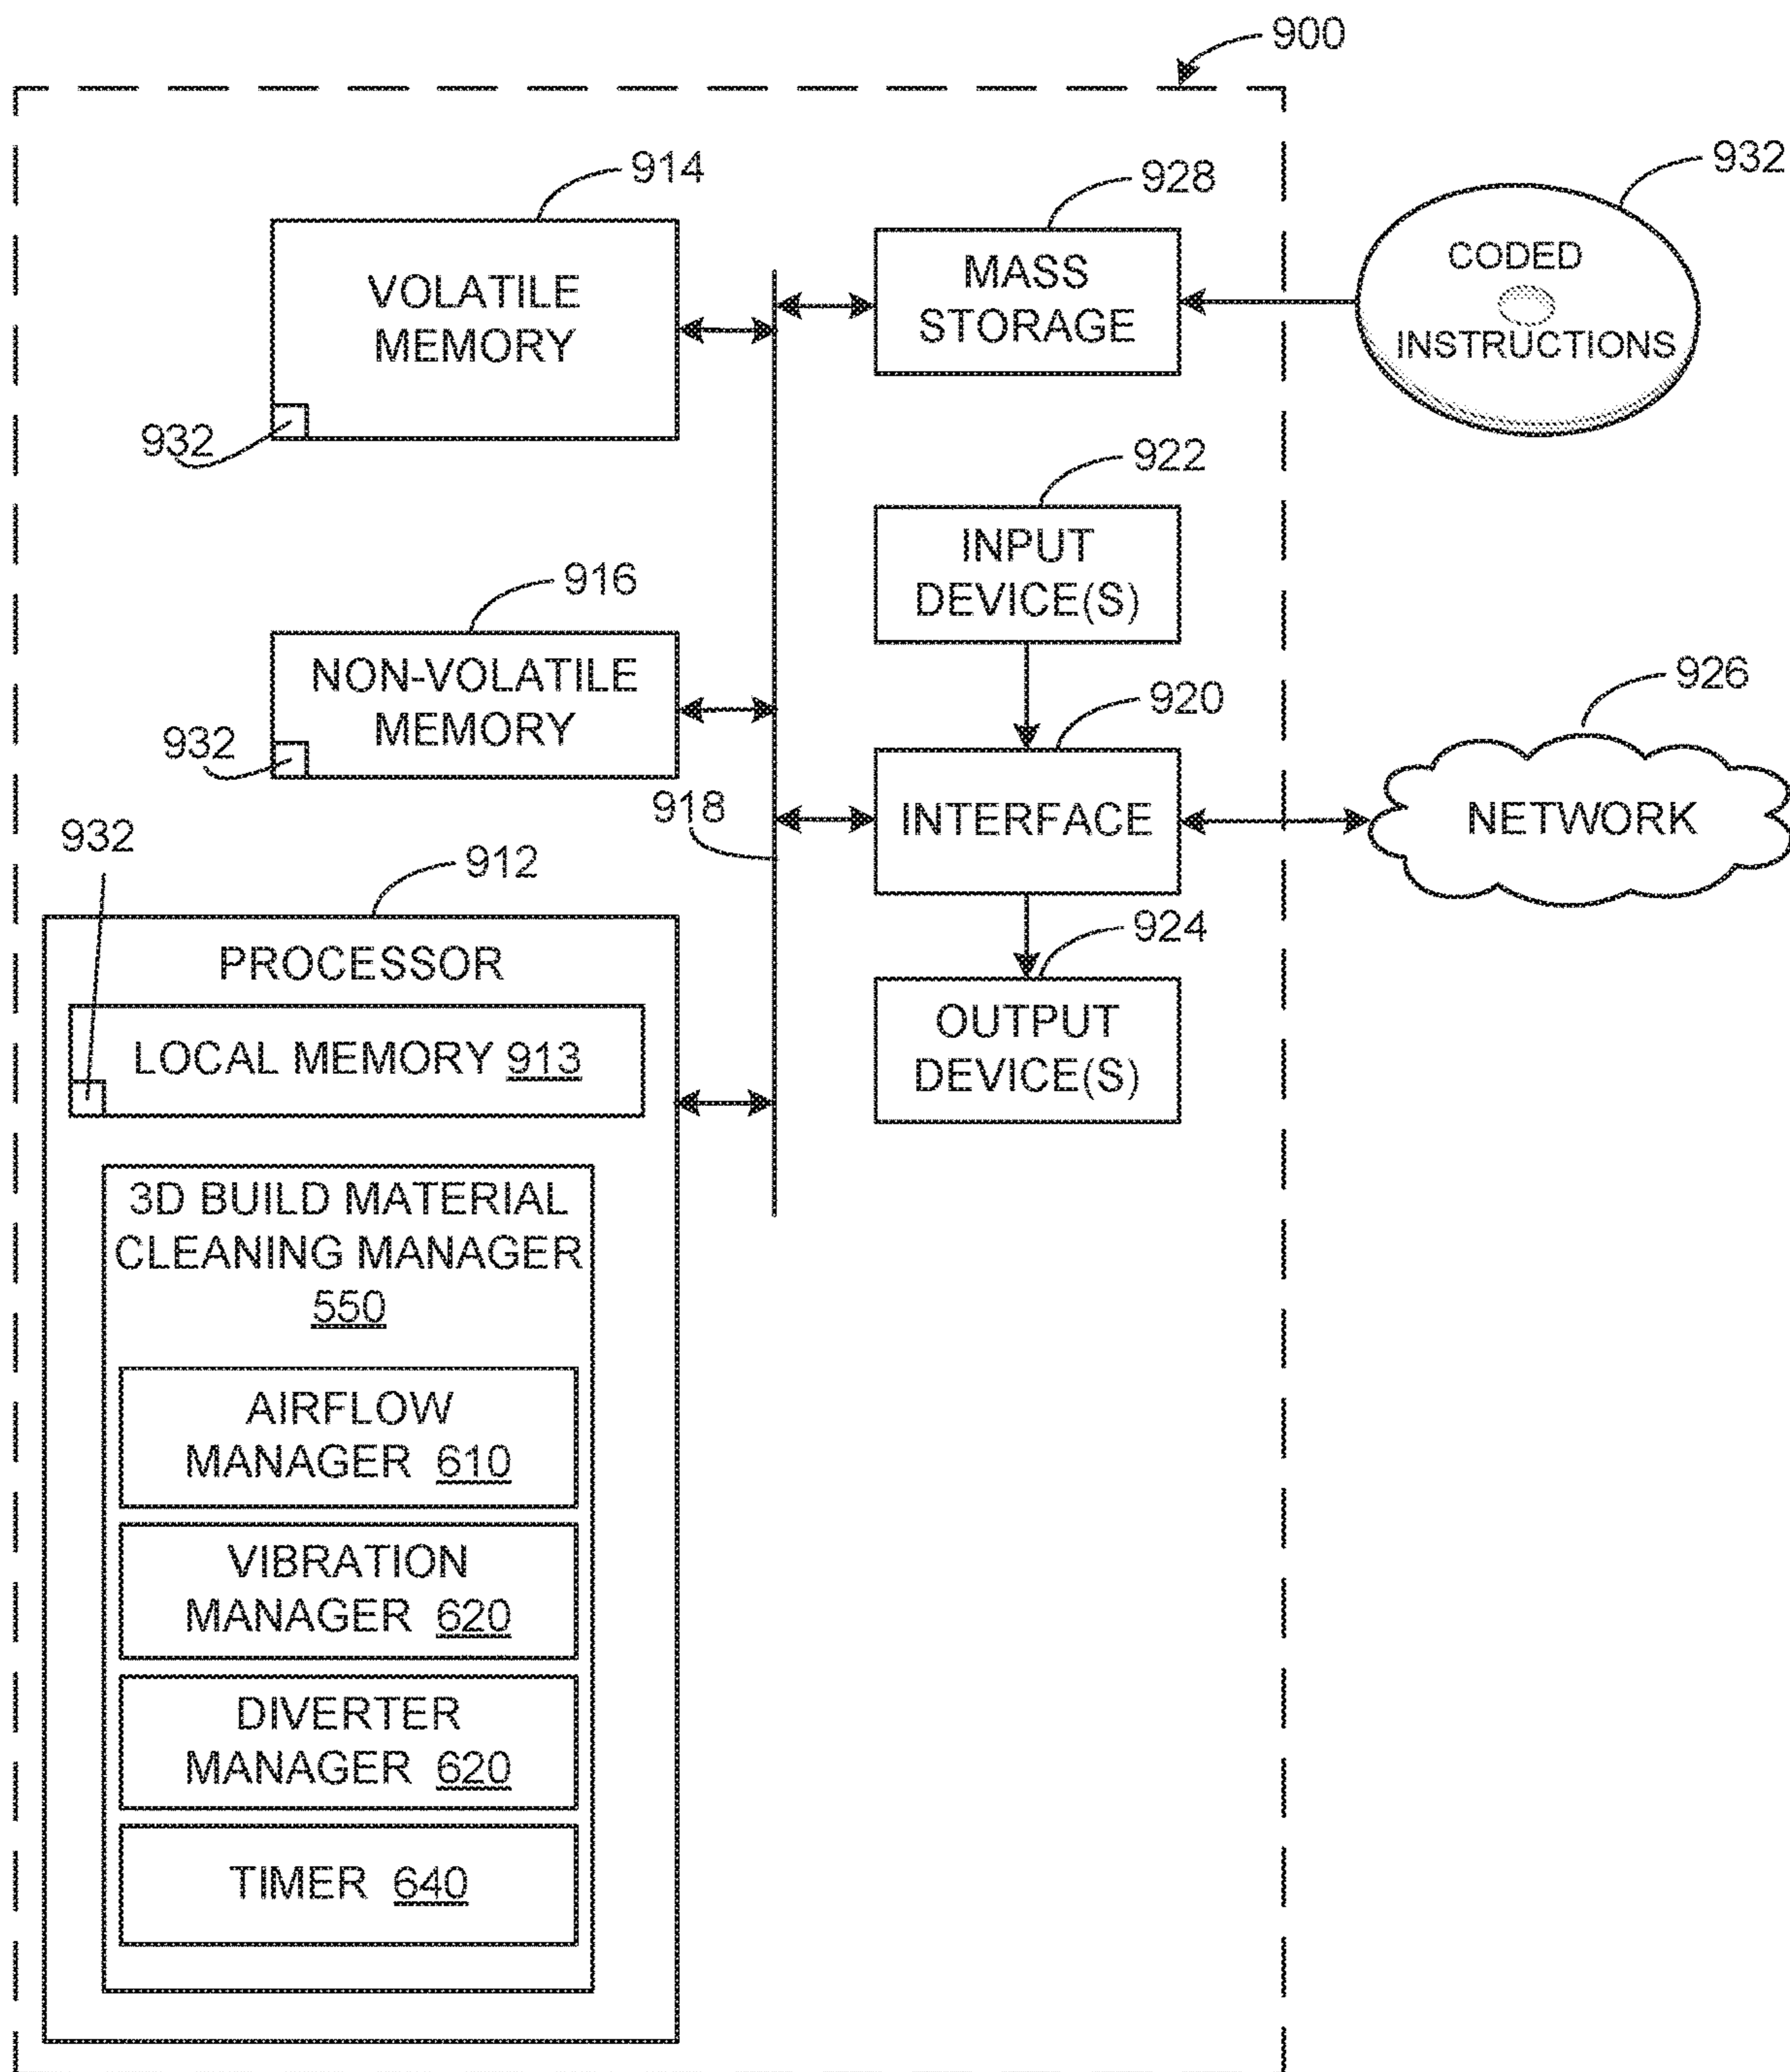 900
914
VOLATILE
MEMORY
932
928
MASS
STORAGE
932
CODED
INSTRUCTIONS
922
INPUT
DEVICE(S)
916
NON-VOLATILE
MEMORY
932
918
920
INTERFACE
926
NETWORK
924
OUTPUT
DEVICE(S)
932
912
PROCESSOR
LOCAL MEMORY 913
3D BUILD MATERIAL
CLEANING MANAGER
550
AIRFLOW
MANAGER 610
VIBRATION
MANAGER 620
DIVERTER
MANAGER 620
TIMER 640